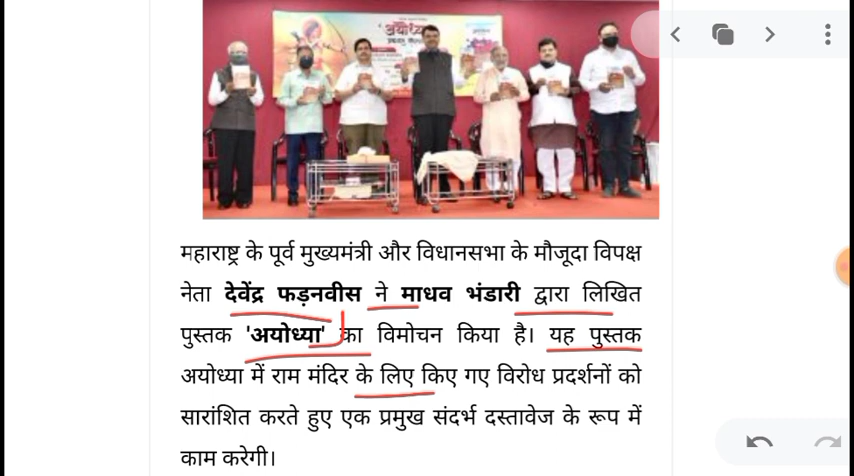 अयोध्या
महाराष्ट्र के पूर्व मुख्यमंत्री और विधानसभा के मौजूदा विपक्ष
नेता देवेंद्र फड़नवीस ने माधव भंडारी द्वारा लिखित
पुस्तक 'अयोध्या' का विमोचन किया है। यह पुस्तक
अयोध्या में राम मंदिर के लिए किए गए विरोध प्रदर्शनों को
सारांशित करते हुए एक प्रमुख संदर्भ दस्तावेज के रूप में
काम करेगी।